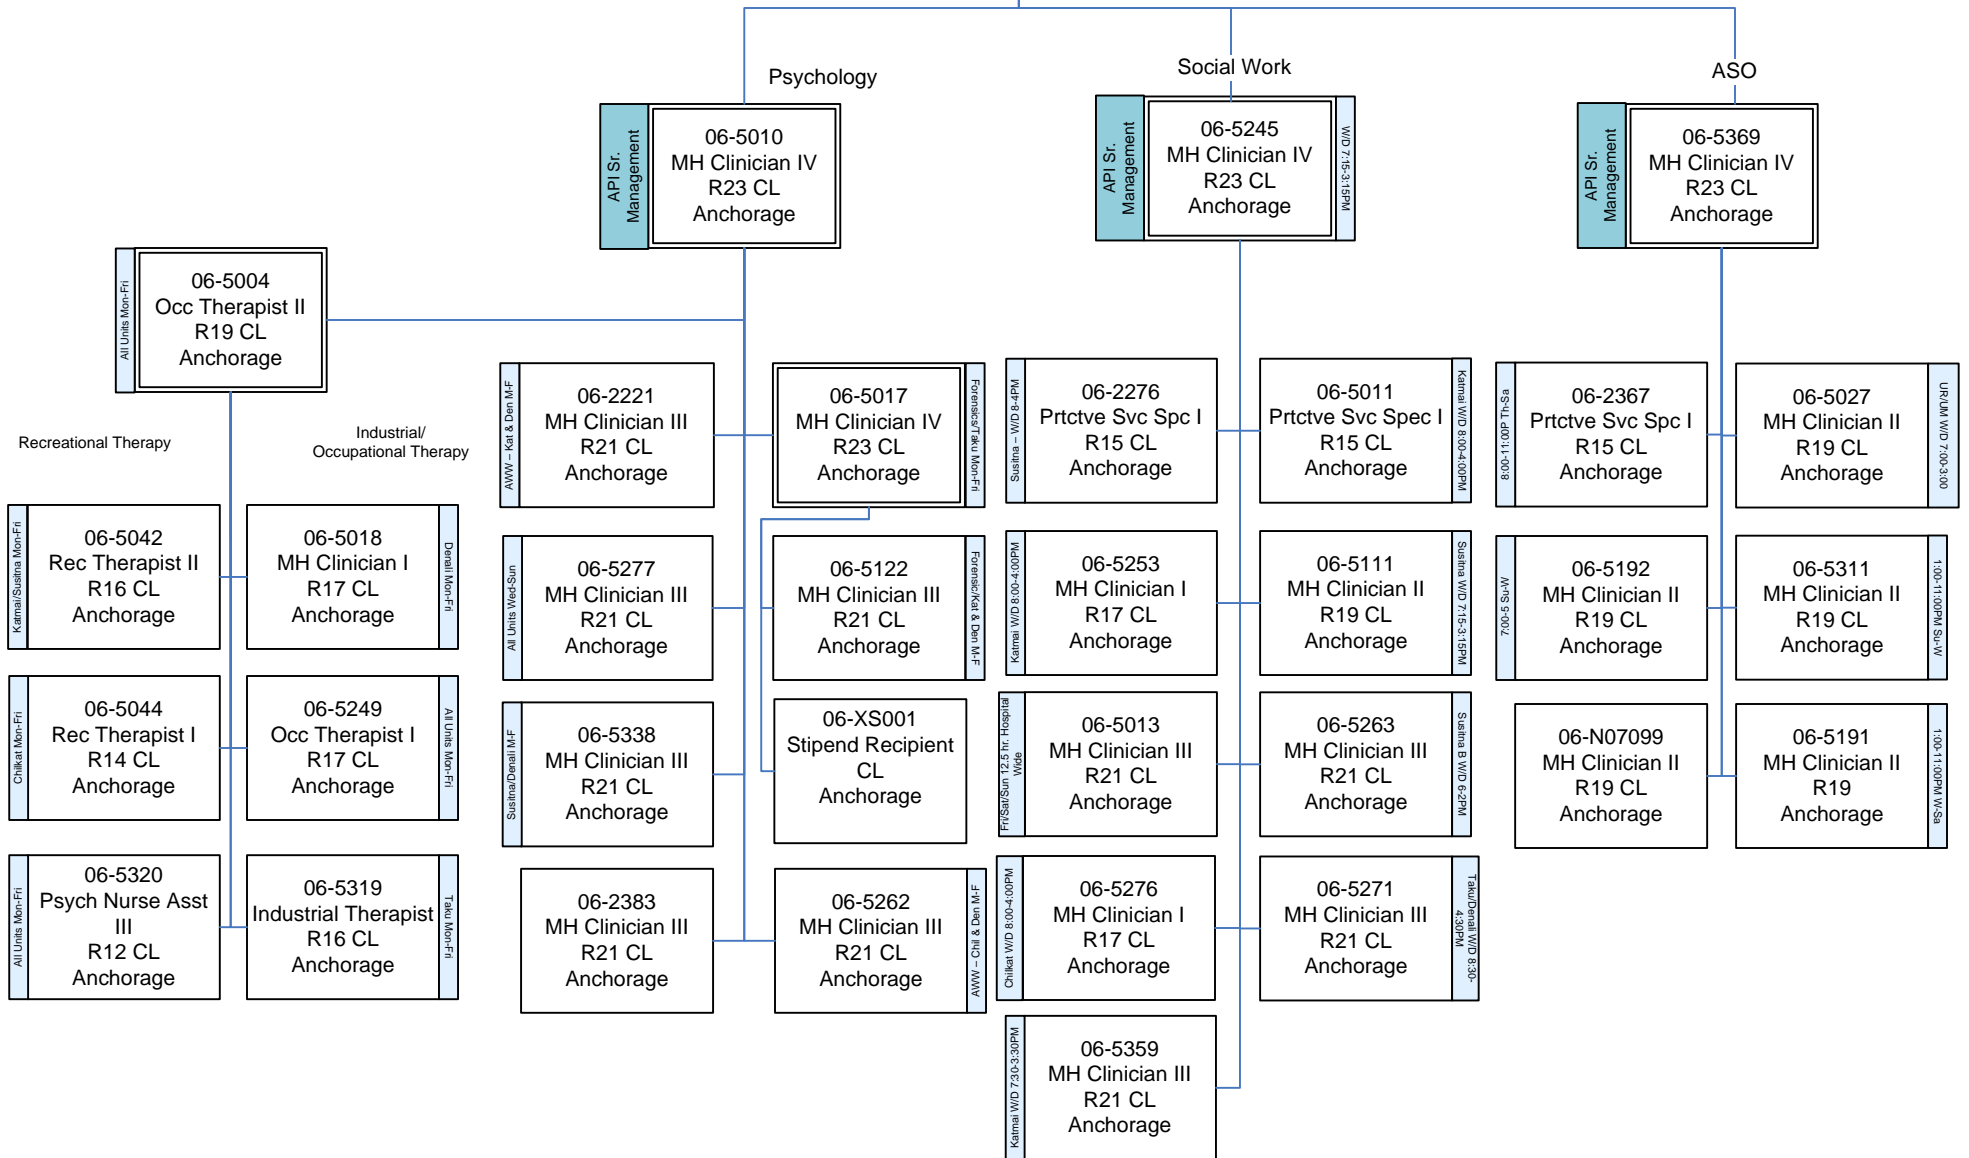 Psychology
Social Work
ASO
API Sr.
Management
06-5010
MH Clinician IV
R23 CL
Anchorage
API Sr.
Management
06-5245
MH Clinician IV
R23 CL
Anchorage
W/D 7:15-3:15PM
API Sr.
Management
06-5369
MH Clinician IV
R23 CL
Anchorage
All Units Mon-Fri
06-5004
Occ Therapist II
R19 CL
Anchorage
Recreational Therapy
Industrial/
Occupational Therapy
Katmai/Susitna Mon-Fri
06-5042
Rec Therapist II
R16 CL
Anchorage
06-5018
MH Clinician I
R17 CL
Anchorage
Denali Mon-Fri
Chilkat Mon-Fri
06-5044
Rec Therapist I
R14 CL
Anchorage
06-5249
Occ Therapist I
R17 CL
Anchorage
All Units Mon-Fri
All Units Mon-Fri
06-5320
Psych Nurse Asst
III
R12 CL
Anchorage
06-5319
Industrial Therapist
R16 CL
Anchorage
Taku Mon-Fri
AWW – Kat & Den M-F
06-2221
MH Clinician III
R21 CL
Anchorage
06-5017
MH Clinician IV
R23 CL
Anchorage
Forensics/Taku Mon-Fri
All Units Wed-Sun
06-5277
MH Clinician III
R21 CL
Anchorage
06-5122
MH Clinician III
R21 CL
Anchorage
Forensic/Kat & Den M-F
Susitna/Denali M-F
06-5338
MH Clinician III
R21 CL
Anchorage
06-XS001
Stipend Recipient
CL
Anchorage
06-2383
MH Clinician III
R21 CL
Anchorage
06-5262
MH Clinician III
R21 CL
Anchorage
AWW – Chil & Den M-F
Susitna – W/D 8-4PM
06-2276
Prtctve Svc Spc I
R15 CL
Anchorage
06-5011
Prtctve Svc Spec I
R15 CL
Anchorage
Katmai W/D 8:00-4:00PM
Katmai W/D 8:00-4:00PM
06-5253
MH Clinician I
R17 CL
Anchorage
06-5111
MH Clinician II
R19 CL
Anchorage
Susitna W/D 7:15-3:15PM
Fri/Sat/Sun 12.5 hr. Hospital
Wide
06-5013
MH Clinician III
R21 CL
Anchorage
06-5263
MH Clinician III
R21 CL
Anchorage
Susitna B W/D 6-2PM
Chilkat W/D 8:00-4:00PM
06-5276
MH Clinician I
R17 CL
Anchorage
06-5271
MH Clinician III
R21 CL
Anchorage
Taku/Denali W/D 8:30-
4:30PM
Katmai W/D 7:30-3:30PM
06-5359
MH Clinician III
R21 CL
Anchorage
8:00-11:00P Th-Sa
06-2367
Prtctve Svc Spc I
R15 CL
Anchorage
06-5027
MH Clinician II
R19 CL
Anchorage
UR/UM W/D 7:00-3:00
7:00-5 Su-W
06-5192
MH Clinician II
R19 CL
Anchorage
06-5311
MH Clinician II
R19 CL
Anchorage
1:00-11:00PM Su-W
06-N07099
MH Clinician II
R19 CL
Anchorage
06-5191
MH Clinician II
R19
Anchorage
1:00-11:00PM W-Sa